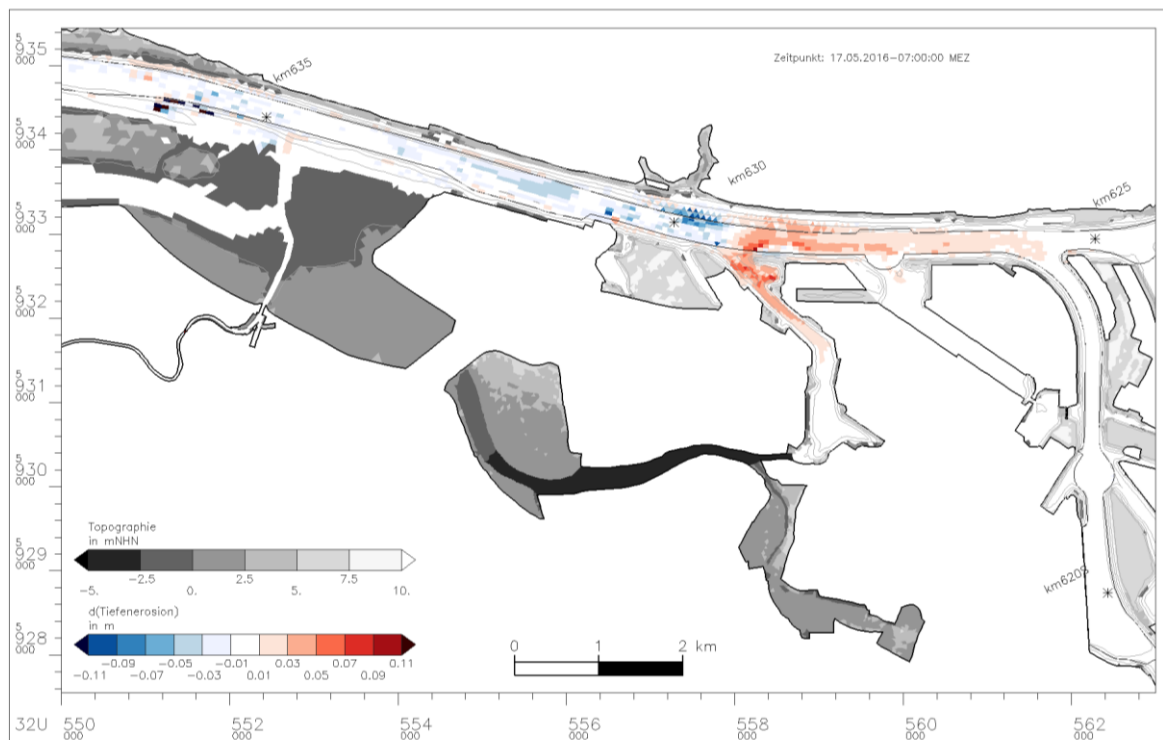 Zeitpunkt: 17.05.2016-07:00:00 MEZ
5
935
000
km635
5
934
000
km630
km625
5
933
000
5
932
000
5
931
000
5
930
000
5
929
000
5
928
000
Topographie
in mNHN
-2.5 2.5 7.5
-5. 0. 5. 10.
km6208
d(Tiefenerosion)
in m
-0.09 -0.05 -0.01 0.03 0.07 0.11
-0.11 -0.07 -0.03 0.01 0.05 0.09
0 1 2 km
32U 550 552 554 556 558 560 562
000 000 000 000 000 000 000